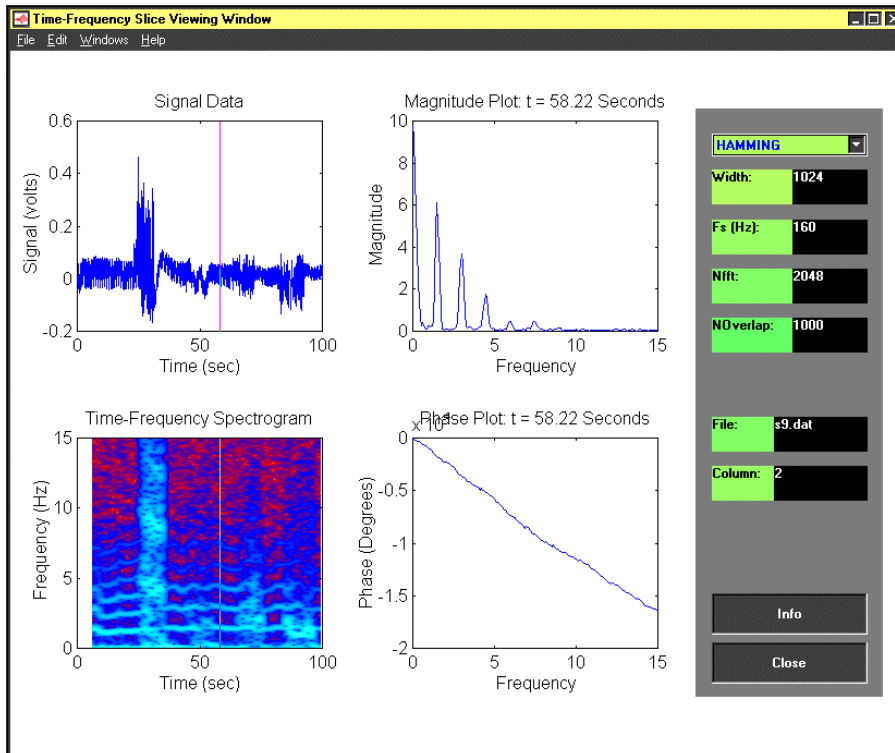 Time-Frequency Slice Viewing Window
File Edit Windows Help
Signal Data
0.6
0.4
0.2
0
-0.2
Signal (volts)
0 50 100
Time (sec)
Magnitude Plot: t = 58.22 Seconds
10
8
6
4
2
0
Magnitude
0 5 10 15
Frequency
Time-Frequency Spectrogram
15
10
5
0
Frequency (Hz)
0 50 100
Time (sec)
Phase Plot: t = 58.22 Seconds
0
-0.5
-1
-1.5
-2
Phase (Degrees)
0 5 10 15
Frequency
HAMMING
Width: 1024
Fs (Hz): 160
Nfft: 2048
NOverlap: 1000
File: s9.dat
Column: 2
Info
Close